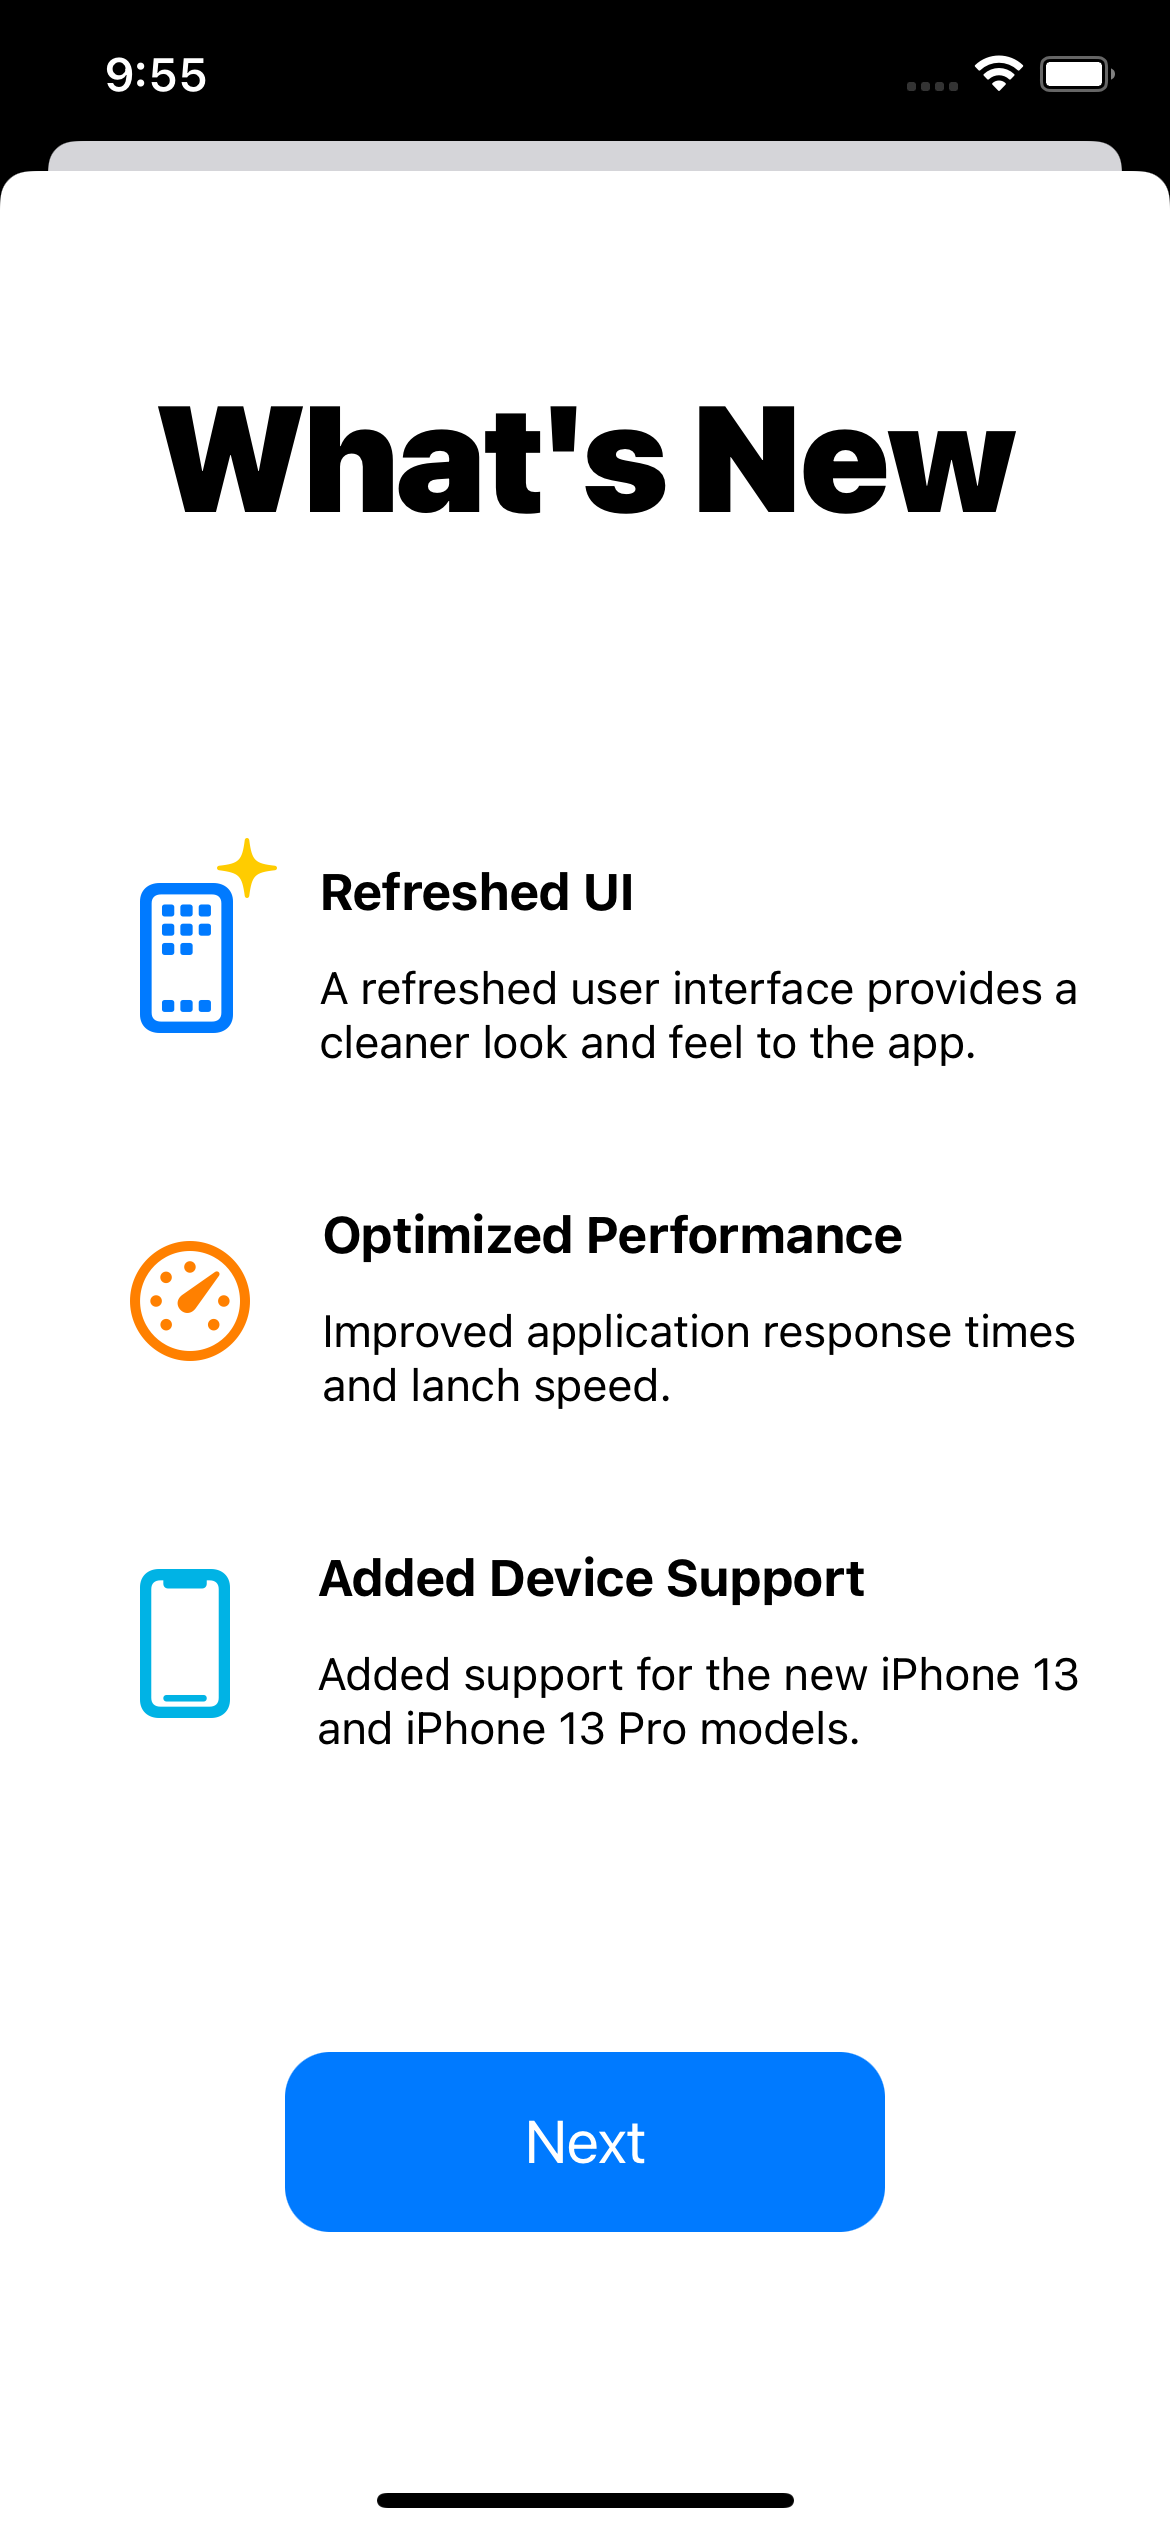 9:55
What's New
Refreshed UI
A refreshed user interface provides a
cleaner look and feel to the app.
Optimized Performance
Improved application response times
and lanch speed.
Added Device Support
Added support for the new iPhone 13
and iPhone 13 Pro models.
Next